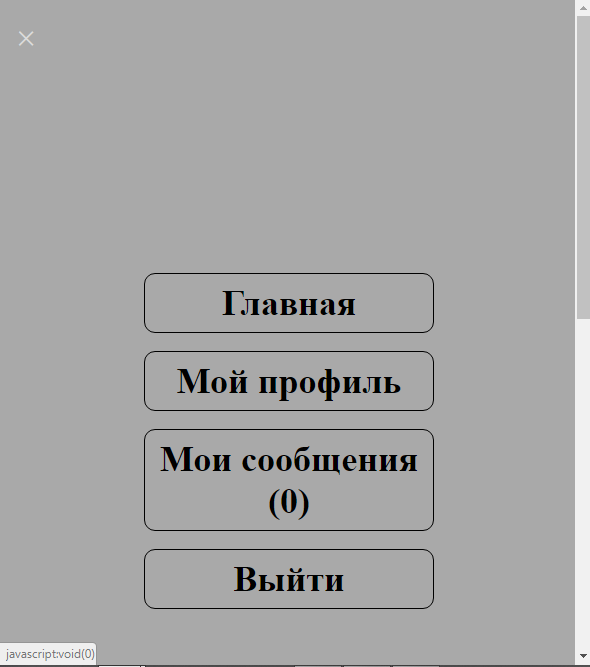 Главная
Мой профиль
Мои сообщения
(0)
Выйти
javascript:void(0)